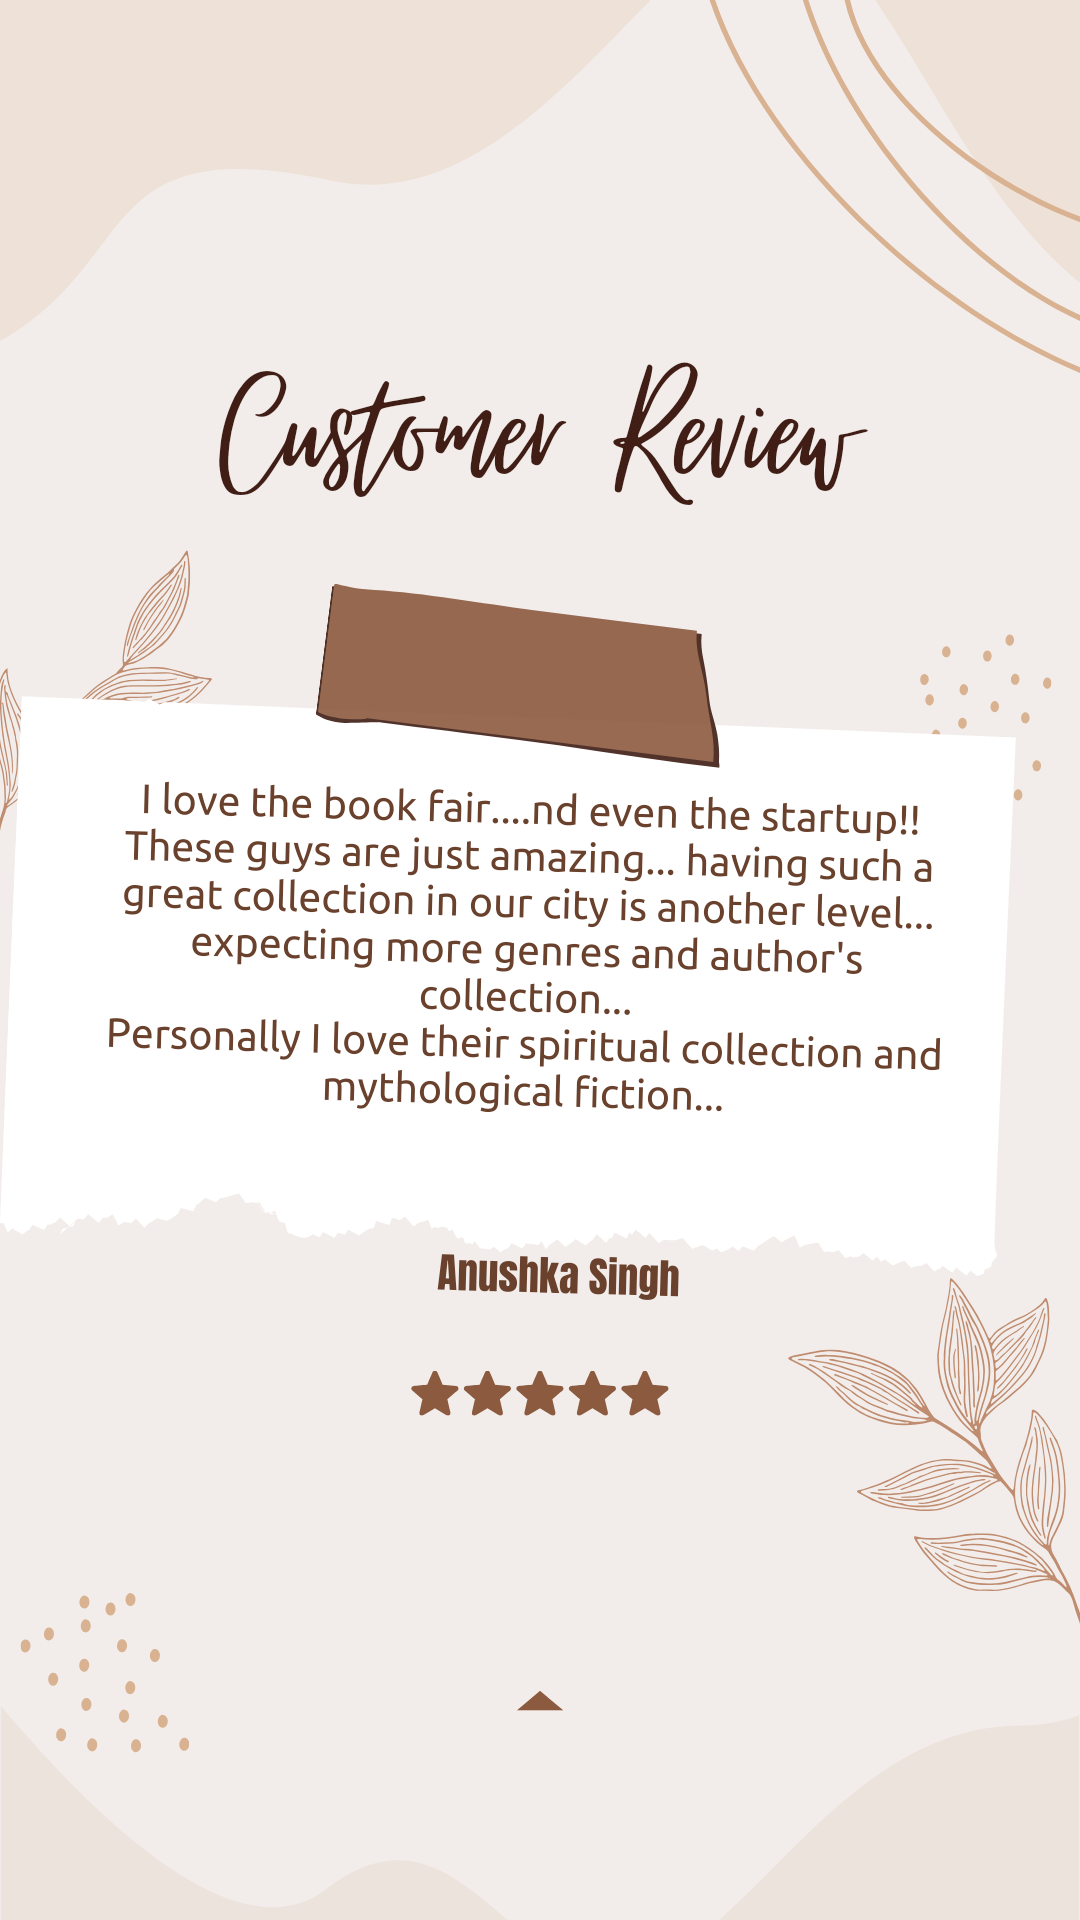 Customer Review
I love the book fair....nd even the startup!!
These guys are just amazing... having such a
great collection in our city is another level...
expecting more genres and author's
collection...
Personally I love their spiritual collection and
mythological fiction...
Anushka Singh